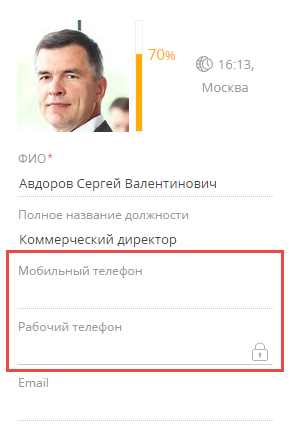 70%
16:13,
Москва
ФИО*
Авдоров Сергей Валентинович
Полное название должности
Коммерческий директор
Мобильный телефон
Рабочий телефон
Email